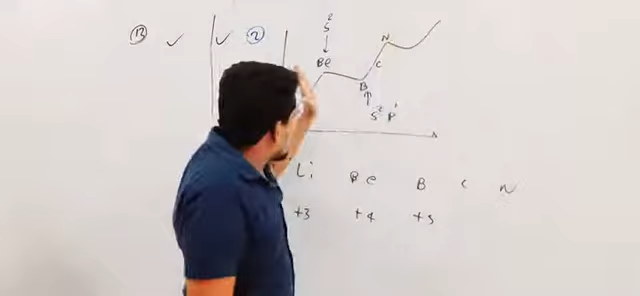 13 ✓ ✓ 2
s²
↓
Be
N
C
B
↑
s² p¹
Li Be B C N
+3 +4 +5